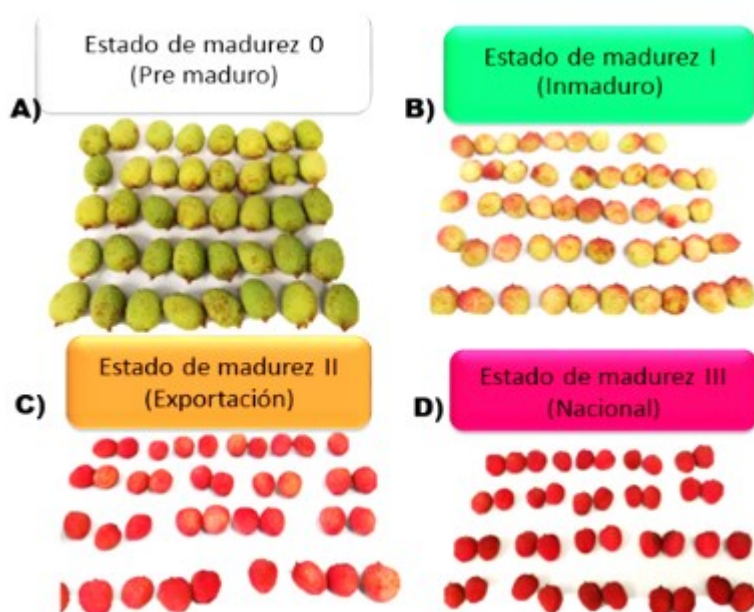 Estado de madurez 0
(Pre maduro)
A)
Estado de madurez I
(Inmaduro)
B)
Estado de madurez II
(Exportación)
C)
Estado de madurez III
(Nacional)
D)